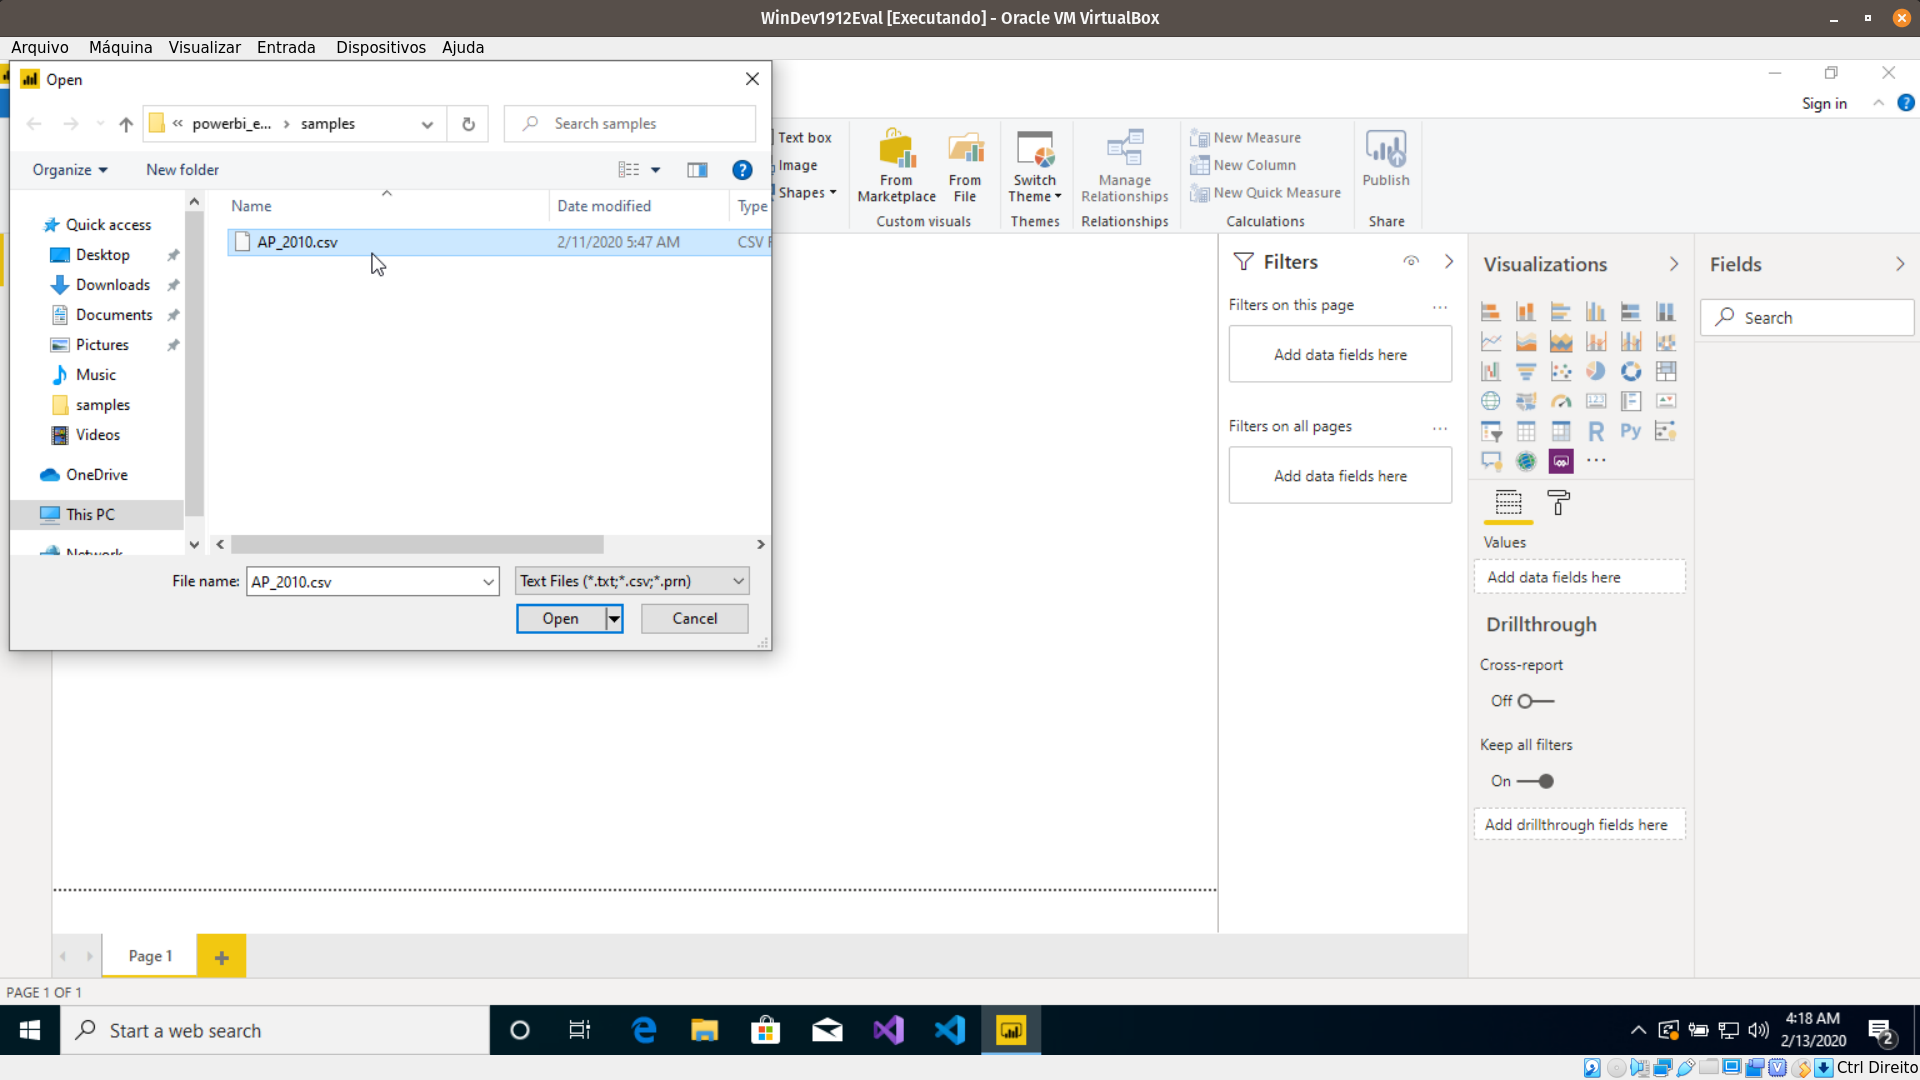 WinDev1912Eval [Executando] - Oracle VM VirtualBox
Arquivo Máquina Visualizar Entrada Dispositivos Ajuda
Open
Sign in
« powerbi_e... › samples
Search samples
Organize New folder
Name Date modified Type
AP_2010.csv 2/11/2020 5:47 AM CSV F
Quick access
Desktop
Downloads
Documents
Pictures
Music
samples
Videos
OneDrive
This PC
Network
File name: AP_2010.csv Text Files (*.txt;*.csv;*.prn)
Open Cancel
Text box
Image
Shapes
From Marketplace
From File
Custom visuals
Switch Theme
Themes
Manage Relationships
Relationships
New Measure
New Column
New Quick Measure
Calculations
Publish
Share
Filters
Filters on this page ...
Add data fields here
Filters on all pages ...
Add data fields here
Visualizations
123
R Py
...
Values
Add data fields here
Drillthrough
Cross-report
Off
Keep all filters
On
Add drillthrough fields here
Fields
Search
Page 1 +
PAGE 1 OF 1
Start a web search
4:18 AM
2/13/2020
2
Ctrl Direito